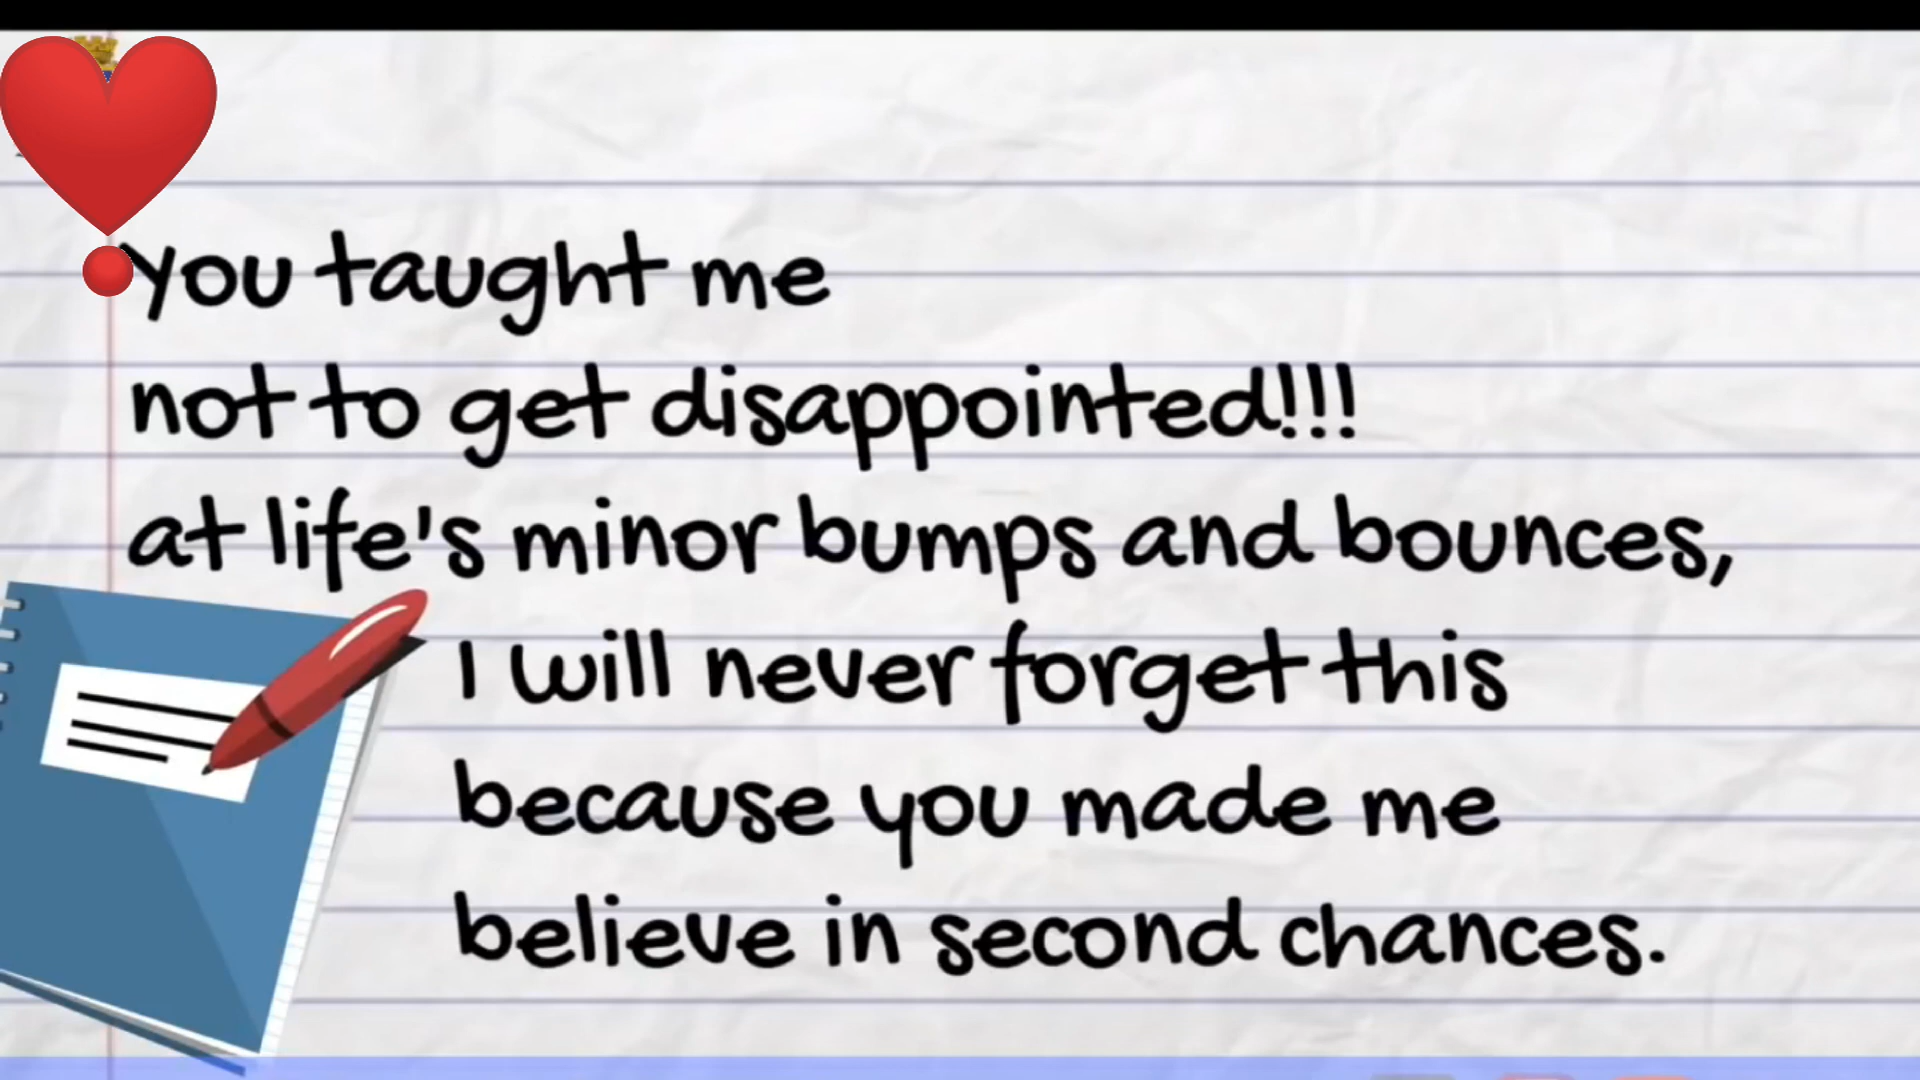 you taught me
not to get disappointed!!!
at life's minor bumps and bounces,
I will never forget this
because you made me
believe in second chances.